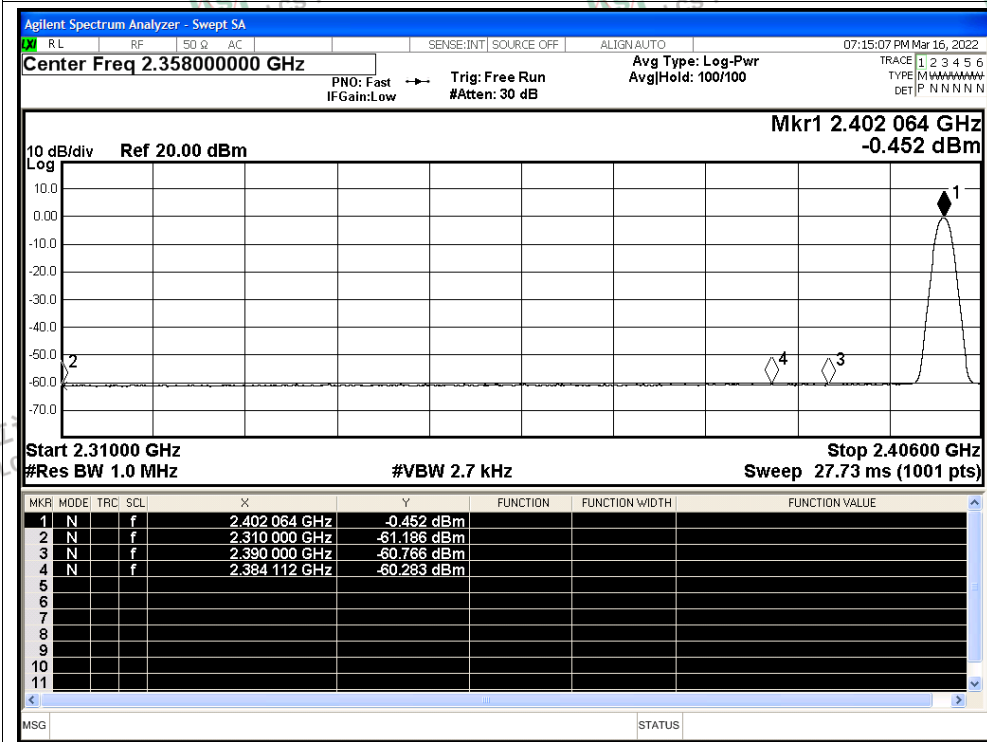 Agilent Spectrum Analyzer - Swept SA
LXI RL RF 50 Ω AC SENSE:INT SOURCE OFF ALIGNAUTO 07:15:07 PM Mar 16, 2022
Center Freq 2.358000000 GHz
PNO: Fast
IFGain:Low
Trig: Free Run
#Atten: 30 dB
Avg Type: Log-Pwr
Avg|Hold: 100/100
TRACE 1 2 3 4 5 6
TYPE M WWWWW
DET P N N N N N
Mkr1 2.402 064 GHz
-0.452 dBm
10 dB/div Ref 20.00 dBm
Log
10.0
0.00
-10.0
-20.0
-30.0
-40.0
-50.0
-60.0
-70.0
1
2
4
3
Start 2.31000 GHz Stop 2.40600 GHz
#Res BW 1.0 MHz #VBW 2.7 kHz Sweep 27.73 ms (1001 pts)
MKR MODE TRC SCL X Y FUNCTION FUNCTION WIDTH FUNCTION VALUE
1 N f 2.402 064 GHz -0.452 dBm
2 N f 2.310 000 GHz -61.186 dBm
3 N f 2.390 000 GHz -60.766 dBm
4 N f 2.384 112 GHz -60.283 dBm
5
6
7
8
9
10
11
MSG STATUS